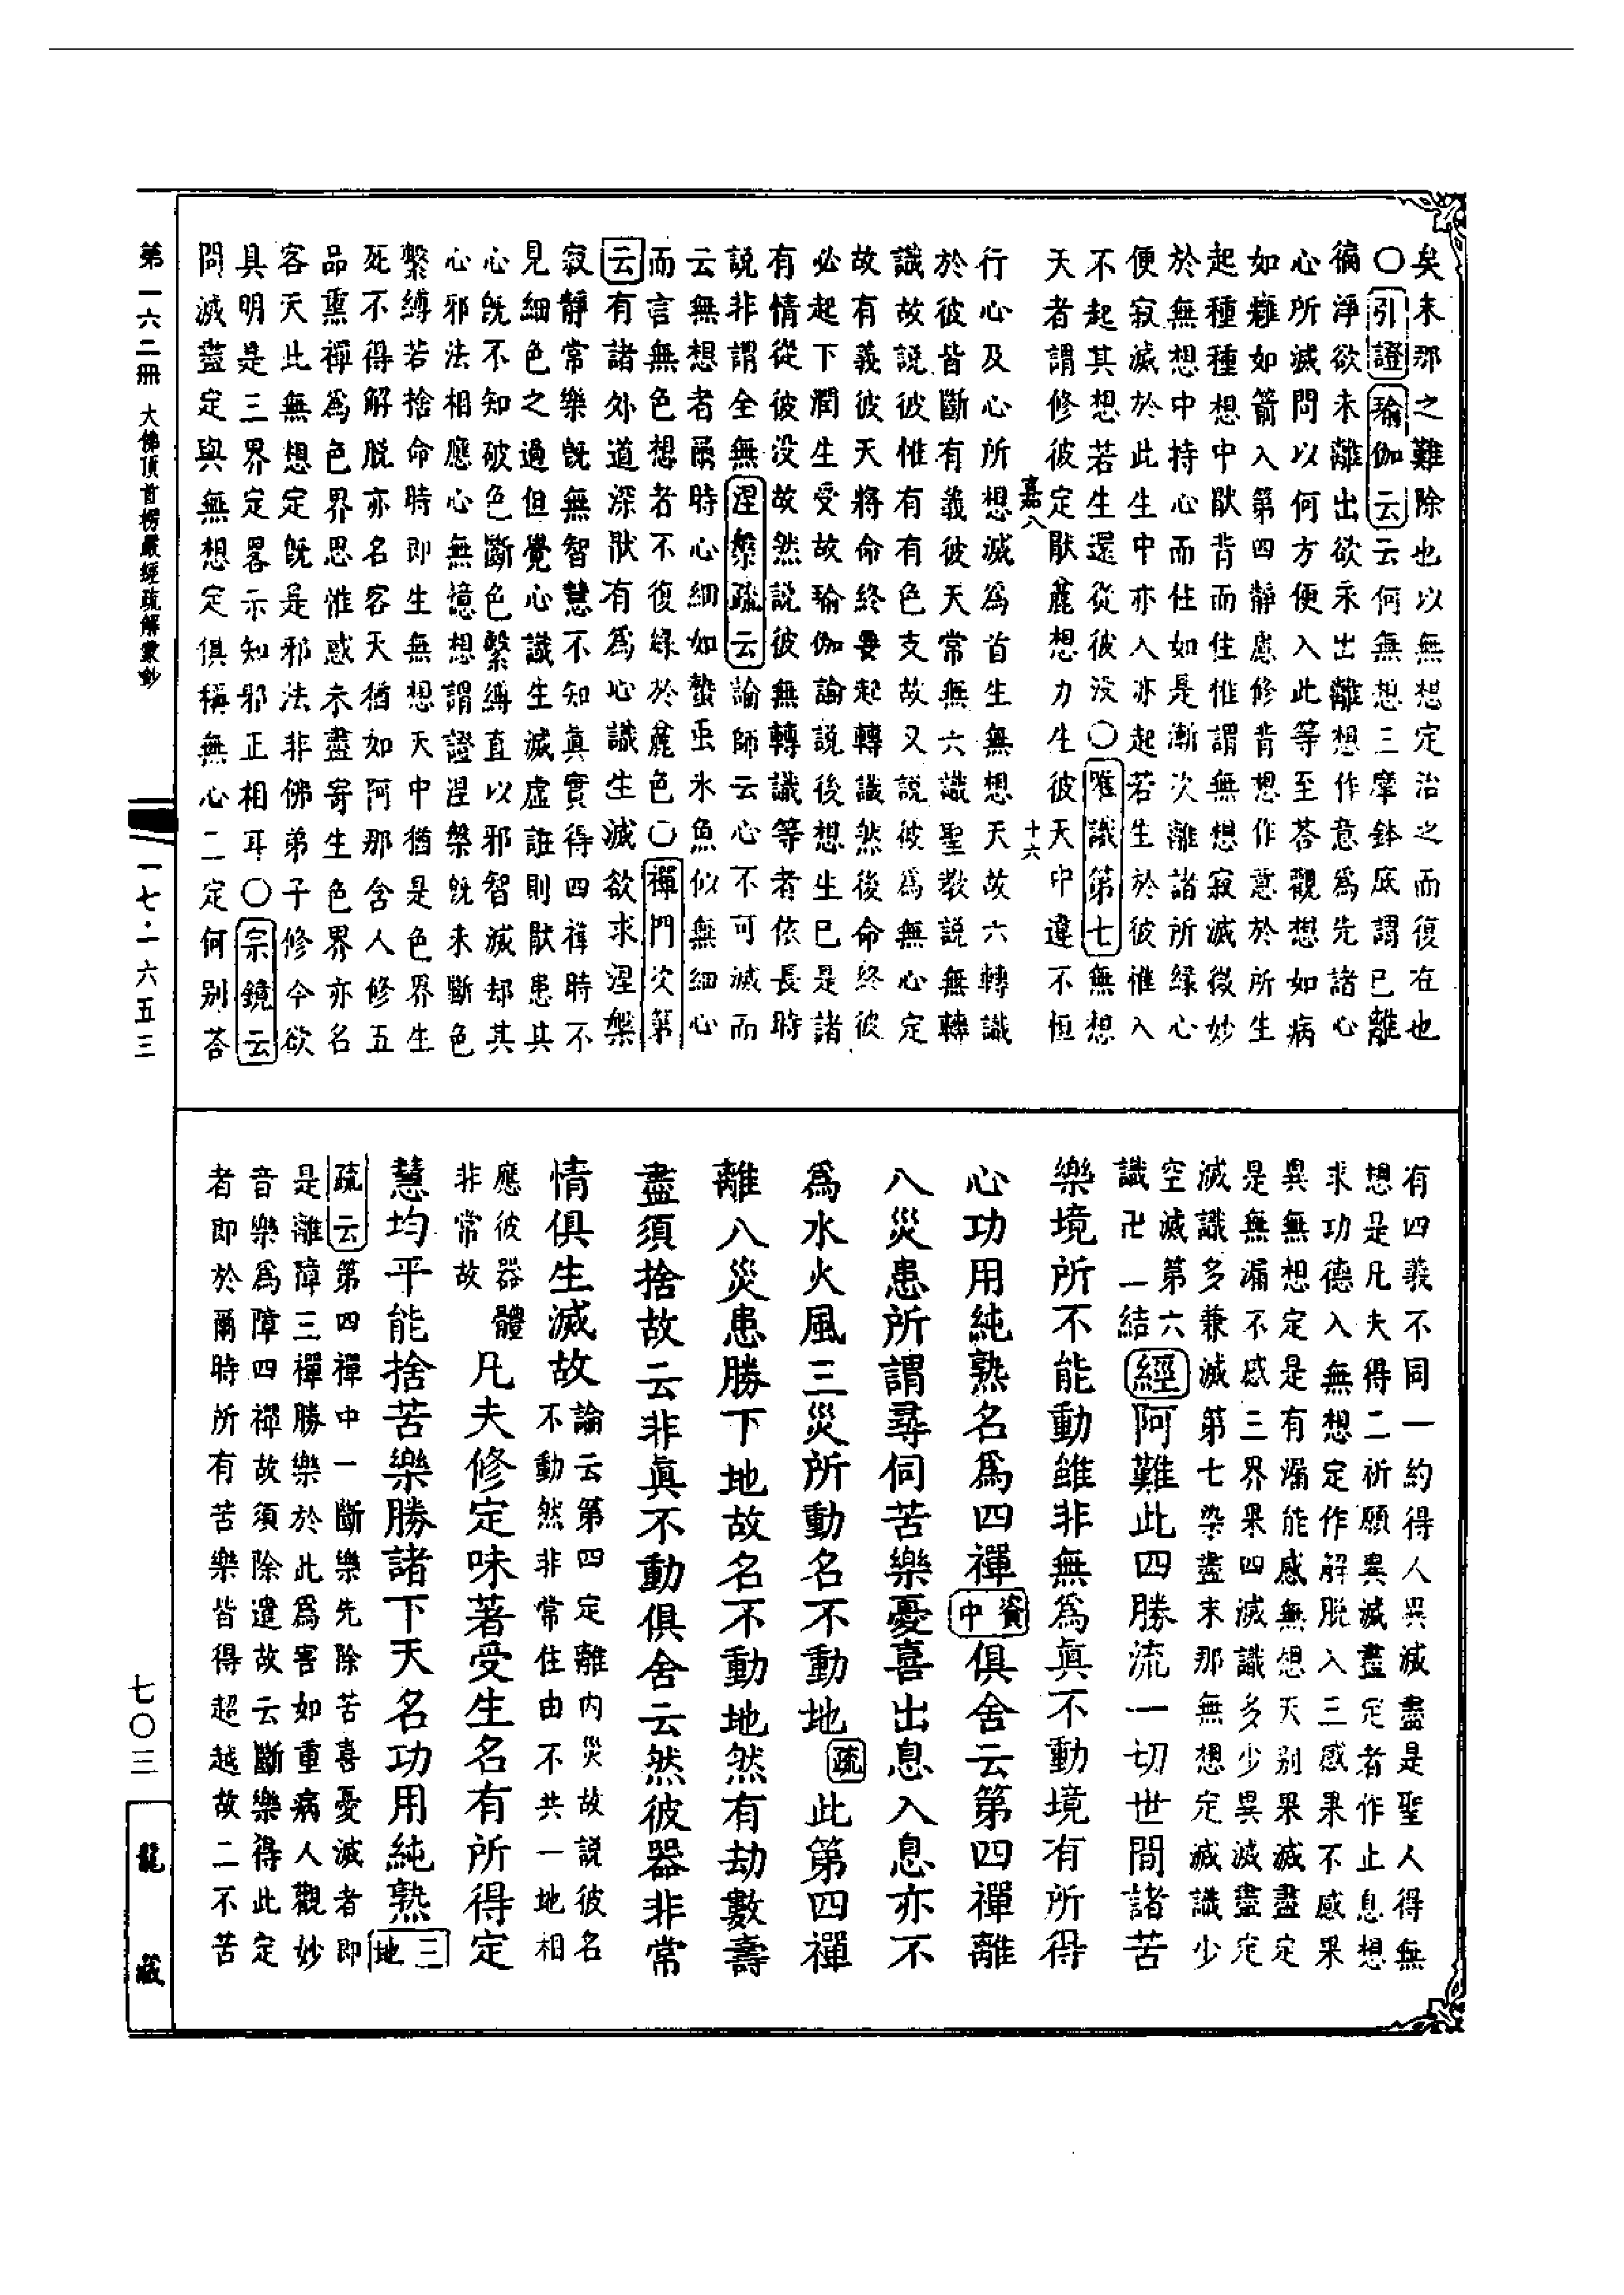 矣末那之難除也以無想定治之而復在也
〇引證瑜伽云云何無想三摩鉢底謂已離
徧淨欲未離出欲未出離想作意爲先諸心
心所滅問以何方便入此等至荅觀想如病
如癰如箭入第四靜慮修背想作意於所生
起種種想中猒背而住惟謂無想寂滅微妙
於無想中持心而住如是漸次離諸所緣心
便寂滅於此生中亦入亦起若生於彼惟入
不起其想若生還從彼没〇唯識第七無想
天者謂修彼定猒麄想力生彼天中違不恒
嘉八 十六
行心及心所想滅爲首生無想天故六轉識
於彼皆斷有義彼天常無六識聖教説無轉
識故説彼惟有有色支故又説彼爲無心定
故有義彼天將命終要起轉識然後命終彼
必起下潤生受故瑜伽論説後想生已是諸
有情從彼没故然説彼無轉識等者依長時
説非謂全無涅槃疏云諭師云心不可滅而
云無想者爾時心細如蟄虫氷魚似無細心
而言無色想者不復緣於麄色〇禪門次第
云有諸外道深猒有爲心識生滅欲求涅槃
寂靜常樂既無智慧不知眞實得四禪時不
見細色之過但覺心識生滅虛誑則猒患其
心既不知破色斷色繫縛直以邪智滅却其
心邪法相應心無憶想謂證涅槃既未斷色
繫縛若捨命時即生無想天中猶是色界生
死不得解脱亦名客天猶如阿那含人修五
品熏禪爲色界思惟惑未盡寄生色界亦名
客天此無想定既是邪法非佛弟子修今欲
具明是三界定畧示知邪正相耳〇宗鏡云
問滅盡定與無想定俱稱無心二定何别荅
有四義不同一約得人異滅盡是聖人得無
想是凡夫得二祈願異滅盡定者作止息想
求功德入無想定作解脱入三感果不感果
異無想定是有漏能感無想天别果滅盡定
是無漏不感三界果四滅識多少異滅盡定
滅識多兼滅第七染盡末那無想定滅識少
空滅第六
識卍一結經阿難此四勝流一切世間諸苦
樂境所不能動雖非無爲眞不動境有所得
心功用純熟名爲四禪資中俱舍云第四禪離
八災患所謂尋伺苦樂憂喜出息入息亦不
爲水火風三災所動名不動地疏此第四禪
離八災患勝下地故名不動地然有劫數壽
盡須捨故云非眞不動俱舍云然彼器非常
情俱生滅故論云第四定離内災故説彼名
不動然非常住由不共一地相
應彼器體
非常故凡夫修定味著受生名有所得定
慧均平能捨苦樂勝諸下天名功用純熟三地
疏云第四禪中一斷樂先除苦喜憂滅者即
是離障三禪勝樂於此爲害如重病人觀妙
音樂爲障四禪故須除遣故云斷樂得此定
者即於爾時所有苦樂皆得超越故二不苦
第一六二冊 大佛頂首楞嚴經疏解蒙鈔
一七·一六五三
七〇三
龍藏